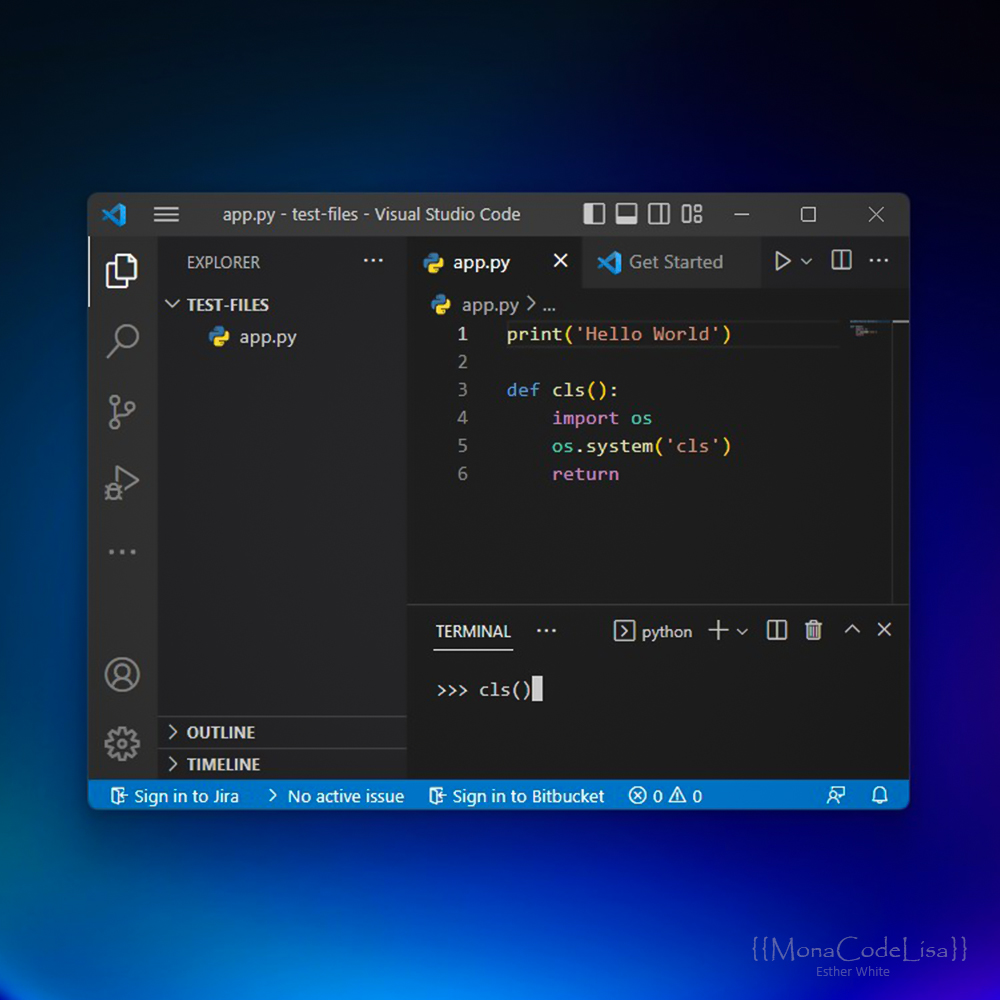 app.py - test-files - Visual Studio Code
EXPLORER
TEST-FILES
app.py
app.py
Get Started
app.py > ...
1 print('Hello World')
2
3 def cls():
4     import os
5     os.system('cls')
6     return
TERMINAL
python
>>> cls()
OUTLINE
TIMELINE
Sign in to Jira
No active issue
Sign in to Bitbucket
0
0
{{MonaCodeLisa}}
Esther White